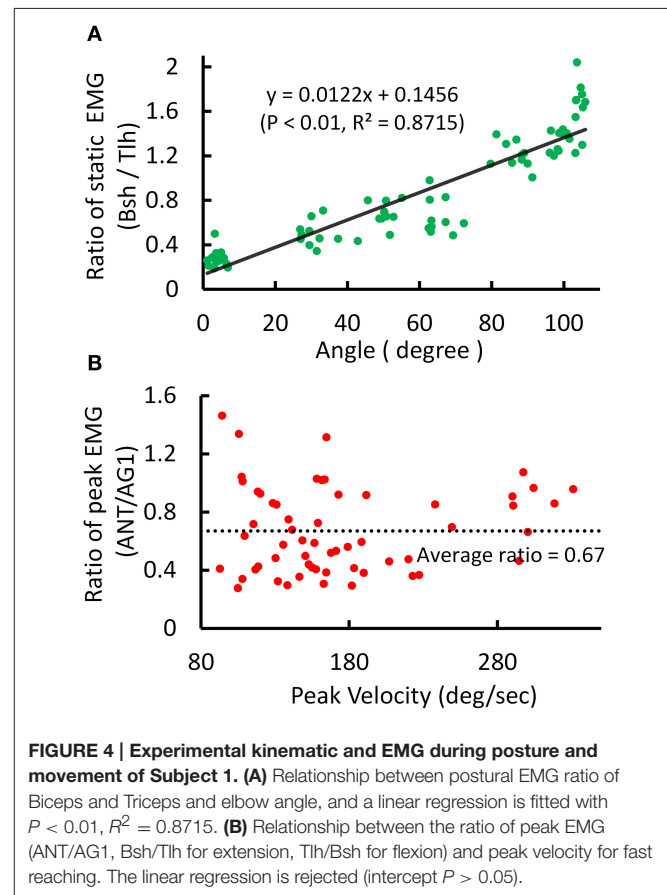 A
Ratio of static EMG
(Bsh / Tlh)
2
1.6
1.2
0.8
0.4
0
y = 0.0122x + 0.1456
(P < 0.01, R² = 0.8715)
0 20 40 60 80 100
Angle ( degree )
B
Ratio of peak EMG
(ANT/AG1)
1.6
1.2
0.8
0.4
0
Average ratio = 0.67
80 180 280
Peak Velocity (deg/sec)
FIGURE 4 | Experimental kinematic and EMG during posture and
movement of Subject 1. (A) Relationship between postural EMG ratio of
Biceps and Triceps and elbow angle, and a linear regression is fitted with
P < 0.01, R² = 0.8715. (B) Relationship between the ratio of peak EMG
(ANT/AG1, Bsh/Tlh for extension, Tlh/Bsh for flexion) and peak velocity for fast
reaching. The linear regression is rejected (intercept P > 0.05).